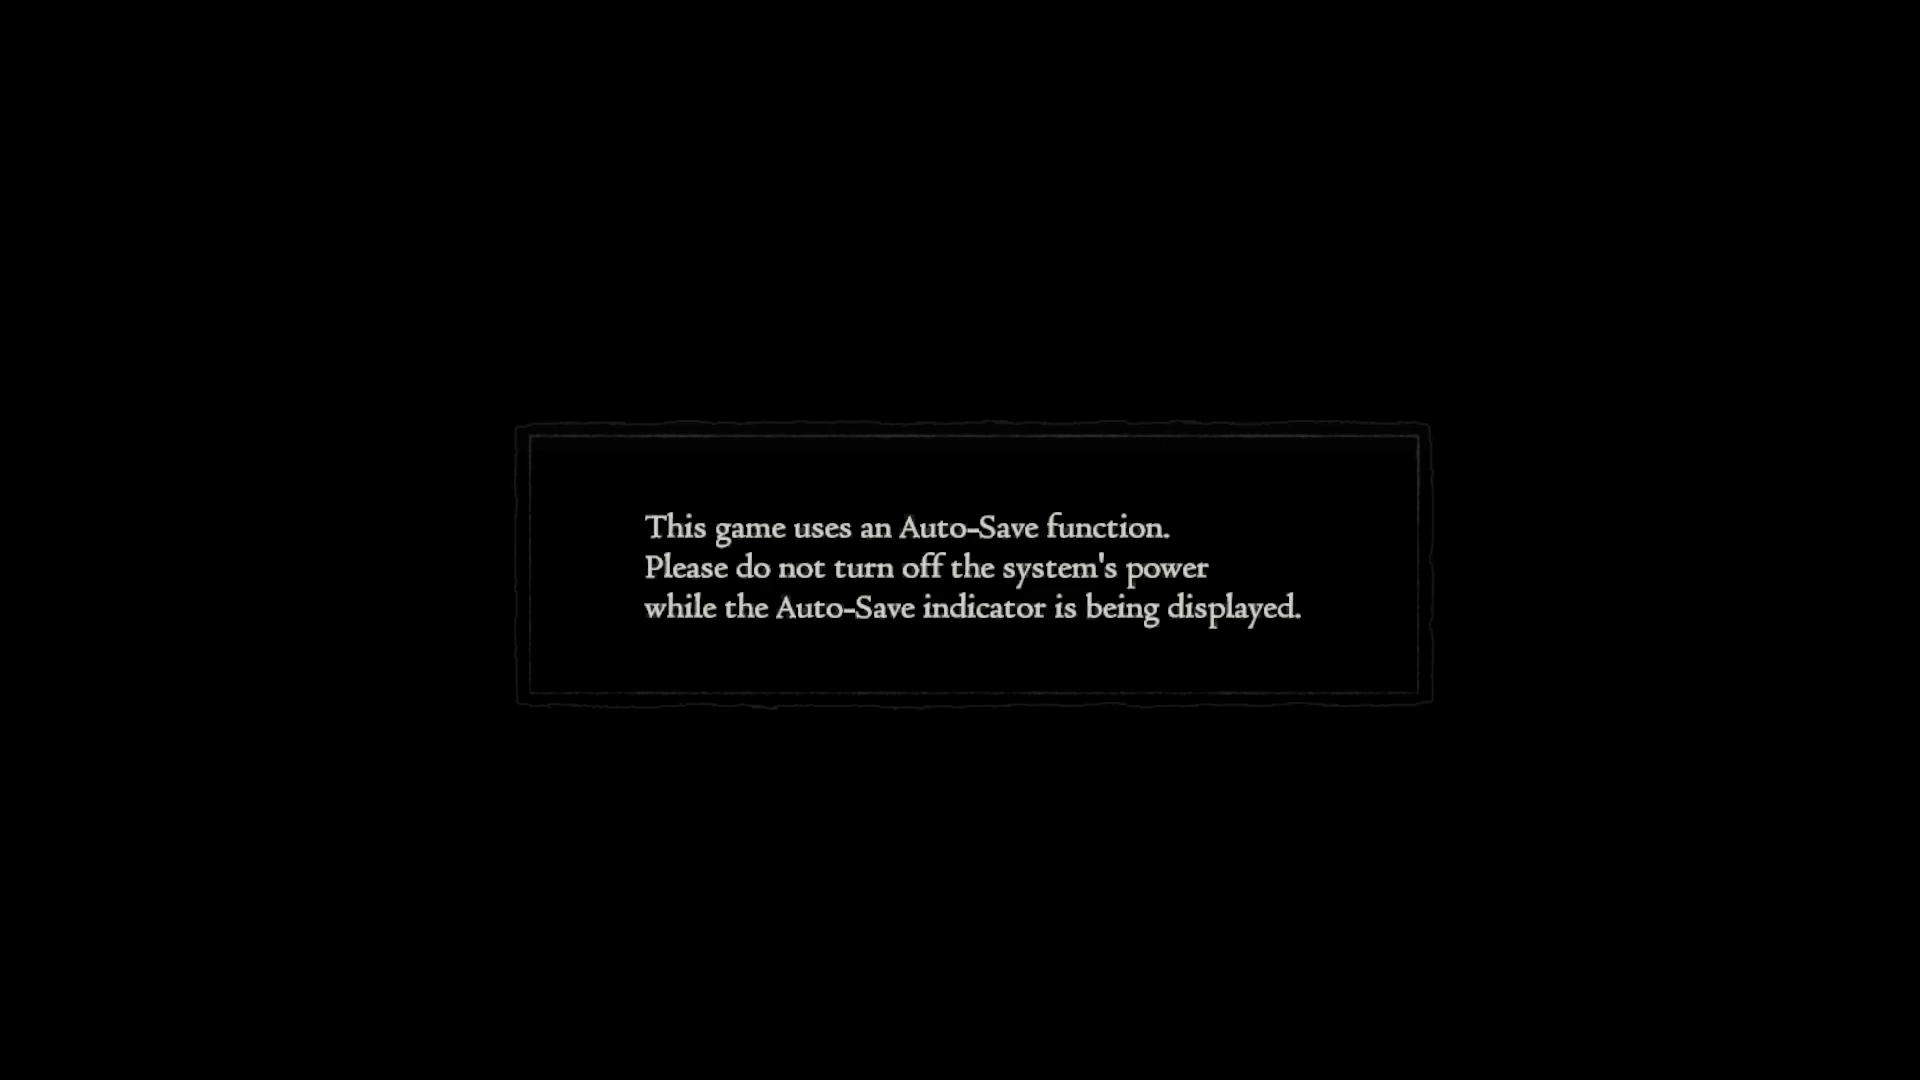 This game uses an Auto-Save function.
Please do not turn off the system's power
while the Auto-Save indicator is being displayed.